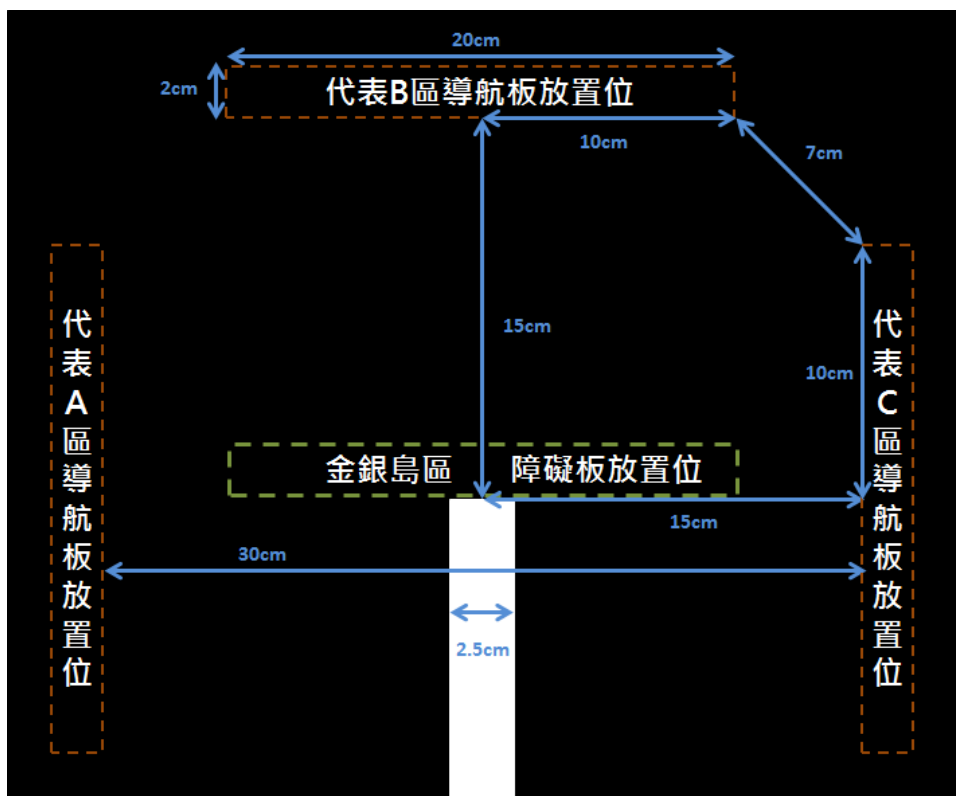 20cm
2cm
代表B區導航板放置位
10cm
7cm
代表A區導航板放置位
15cm
10cm
代表C區導航板放置位
金銀島區 障礙板放置位
15cm
30cm
2.5cm